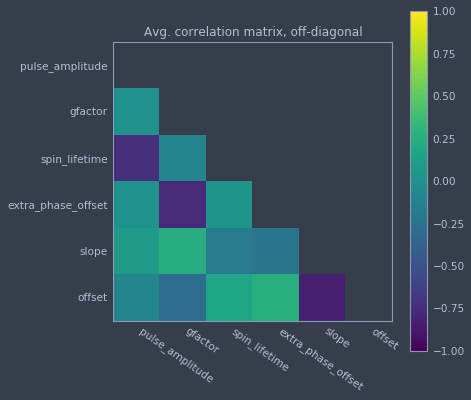 Avg. correlation matrix, off-diagonal
pulse_amplitude
gfactor
spin_lifetime
extra_phase_offset
slope
offset
pulse_amplitude
gfactor
spin_lifetime
extra_phase_offset
slope
offset
1.00
0.75
0.50
0.25
0.00
−0.25
−0.50
−0.75
−1.00